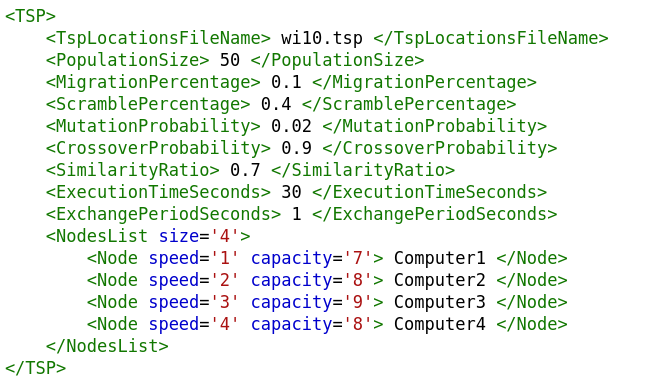 <TSP>
    <TspLocationsFileName> wi10.tsp </TspLocationsFileName>
    <PopulationSize> 50 </PopulationSize>
    <MigrationPercentage> 0.1 </MigrationPercentage>
    <ScramblePercentage> 0.4 </ScramblePercentage>
    <MutationProbability> 0.02 </MutationProbability>
    <CrossoverProbability> 0.9 </CrossoverProbability>
    <SimilarityRatio> 0.7 </SimilarityRatio>
    <ExecutionTimeSeconds> 30 </ExecutionTimeSeconds>
    <ExchangePeriodSeconds> 1 </ExchangePeriodSeconds>
    <NodesList size='4'>
        <Node speed='1' capacity='7'> Computer1 </Node>
        <Node speed='2' capacity='8'> Computer2 </Node>
        <Node speed='3' capacity='9'> Computer3 </Node>
        <Node speed='4' capacity='8'> Computer4 </Node>
    </NodesList>
</TSP>